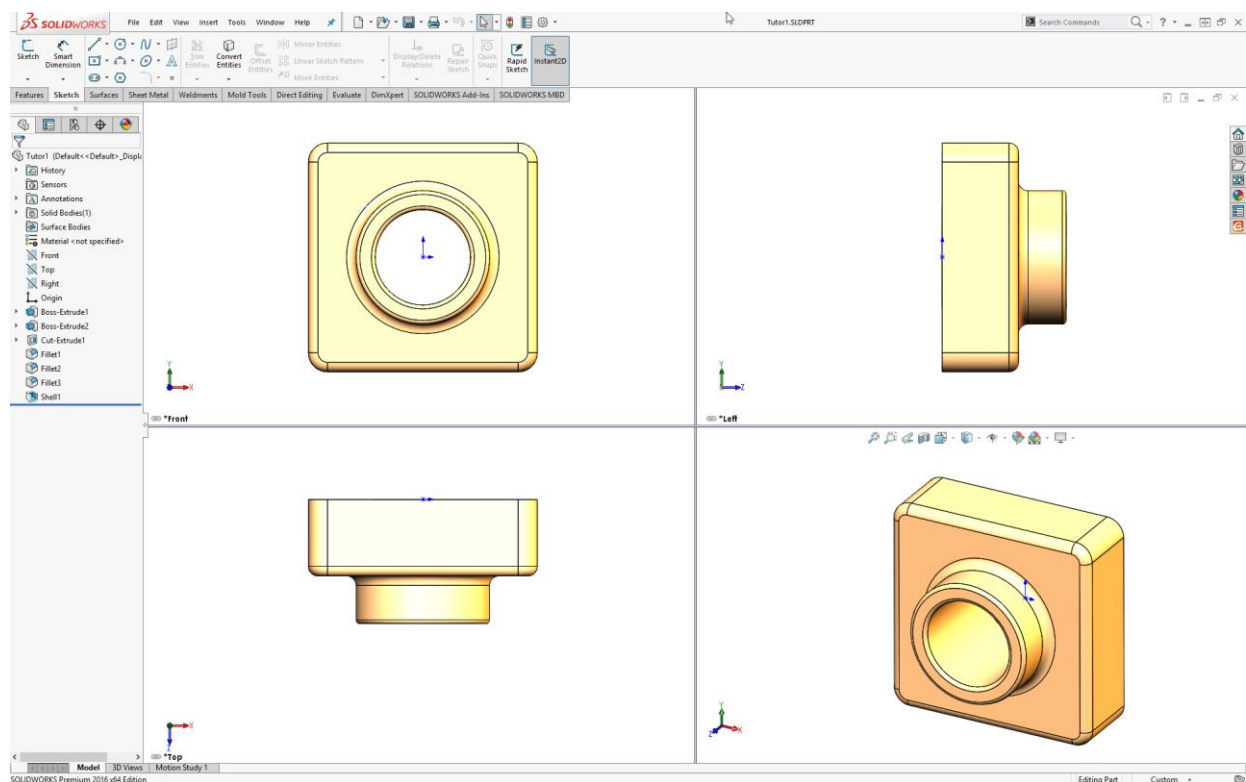 SOLIDWORKS File Edit View Insert Tools Window Help Tutor1.SLDPRT Search Commands
Sketch Smart Dimension Trim Entities Convert Entities Offset Entities Mirror Entities Linear Sketch Pattern Move Entities Display/Delete Relations Repair Sketch Quick Snaps Rapid Sketch Instant2D
Features Sketch Surfaces Sheet Metal Weldments Mold Tools Direct Editing Evaluate DimXpert SOLIDWORKS Add-Ins SOLIDWORKS MBD
Tutor1 (Default<<Default>_Displa
History
Sensors
Annotations
Solid Bodies(1)
Surface Bodies
Material <not specified>
Front
Top
Right
Origin
Boss-Extrude1
Boss-Extrude2
Cut-Extrude1
Fillet1
Fillet2
Fillet3
Shell1
Y
X
*Front
Y
Z
*Left
X
Z
*Top
Y
X
Z
Model 3D Views Motion Study 1
SOLIDWORKS Premium 2016 x64 Edition Editing Part Custom